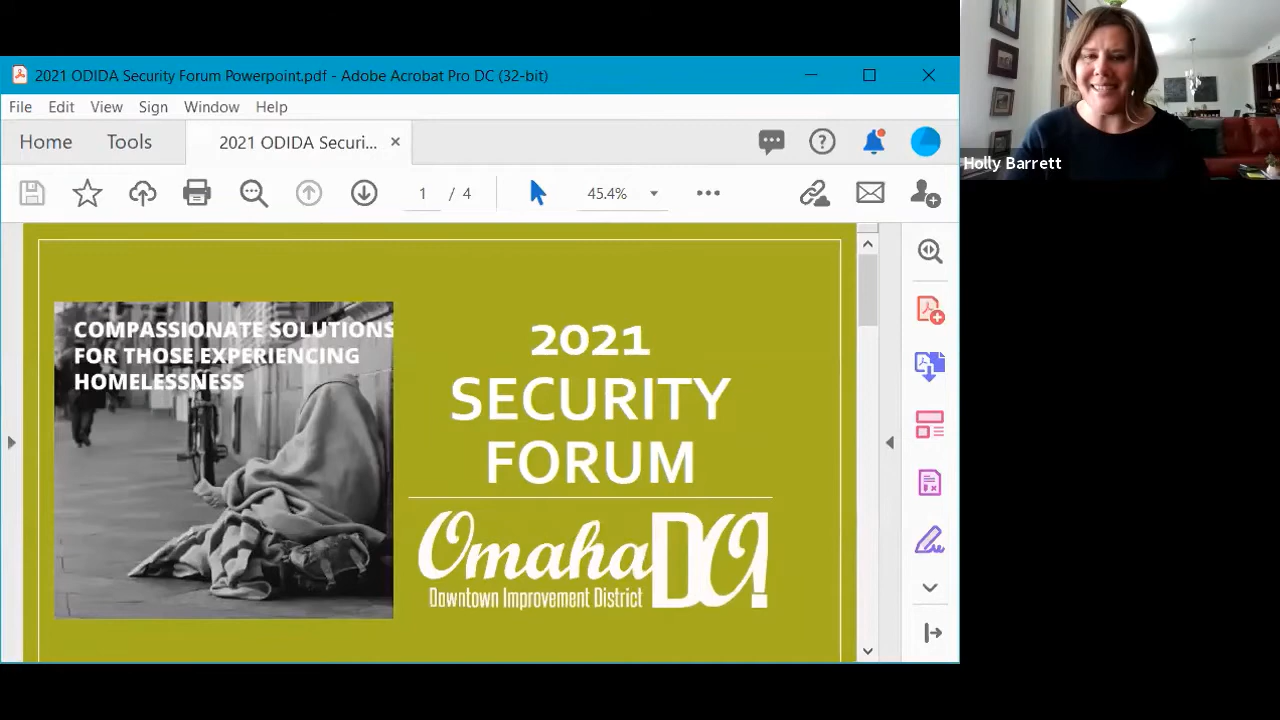 2021 ODIDA Security Forum Powerpoint.pdf - Adobe Acrobat Pro DC (32-bit)
File Edit View Sign Window Help
Home Tools 2021 ODIDA Securi...
1 / 4 45.4%
COMPASSIONATE SOLUTIONS
FOR THOSE EXPERIENCING
HOMELESSNESS
2021
SECURITY
FORUM
Omaha DO!
Downtown Improvement District
Holly Barrett